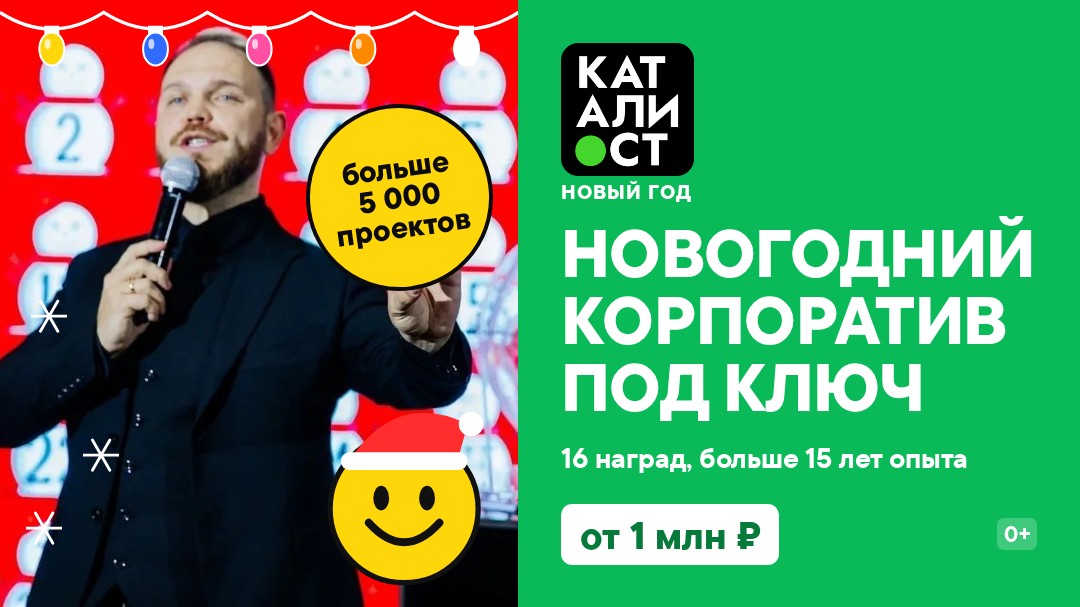 больше
5 000
проектов
КАТ
АЛИ
СТ
НОВЫЙ ГОД
НОВОГОДНИЙ
КОРПОРАТИВ
ПОД КЛЮЧ
16 наград, больше 15 лет опыта
от 1 млн ₽
0+
2